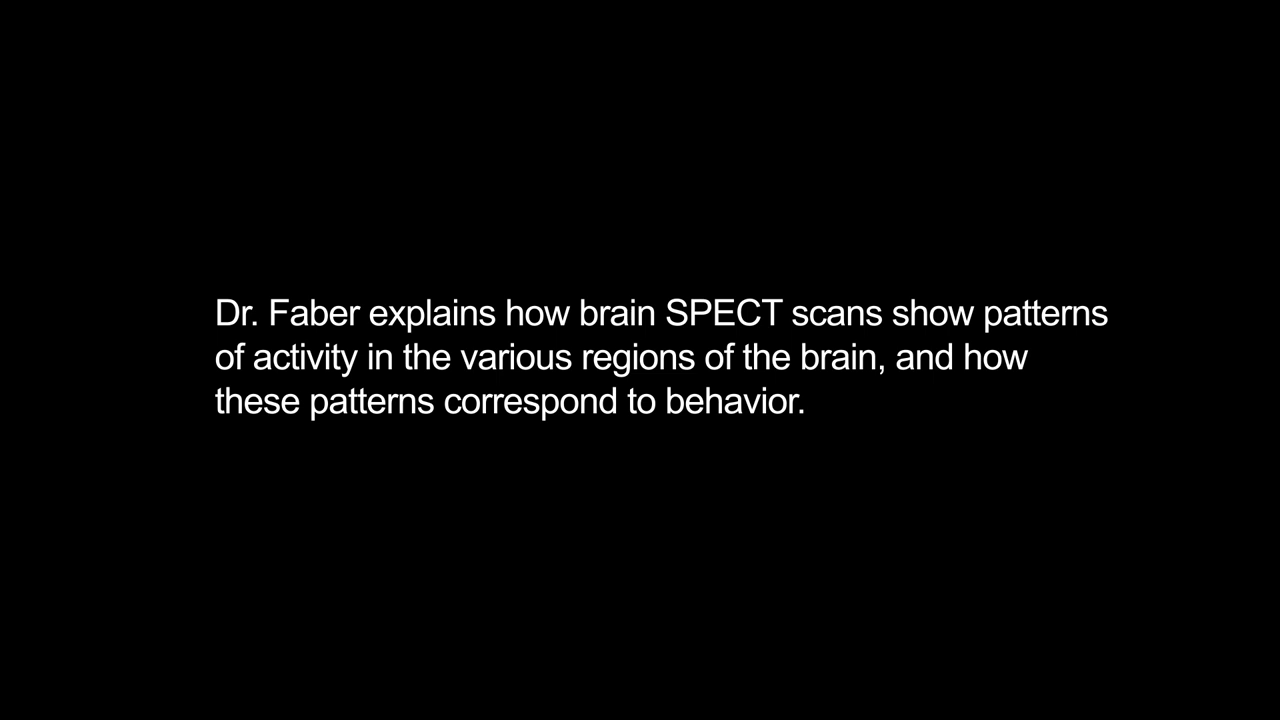 Dr. Faber explains how brain SPECT scans show patterns
of activity in the various regions of the brain, and how
these patterns correspond to behavior.